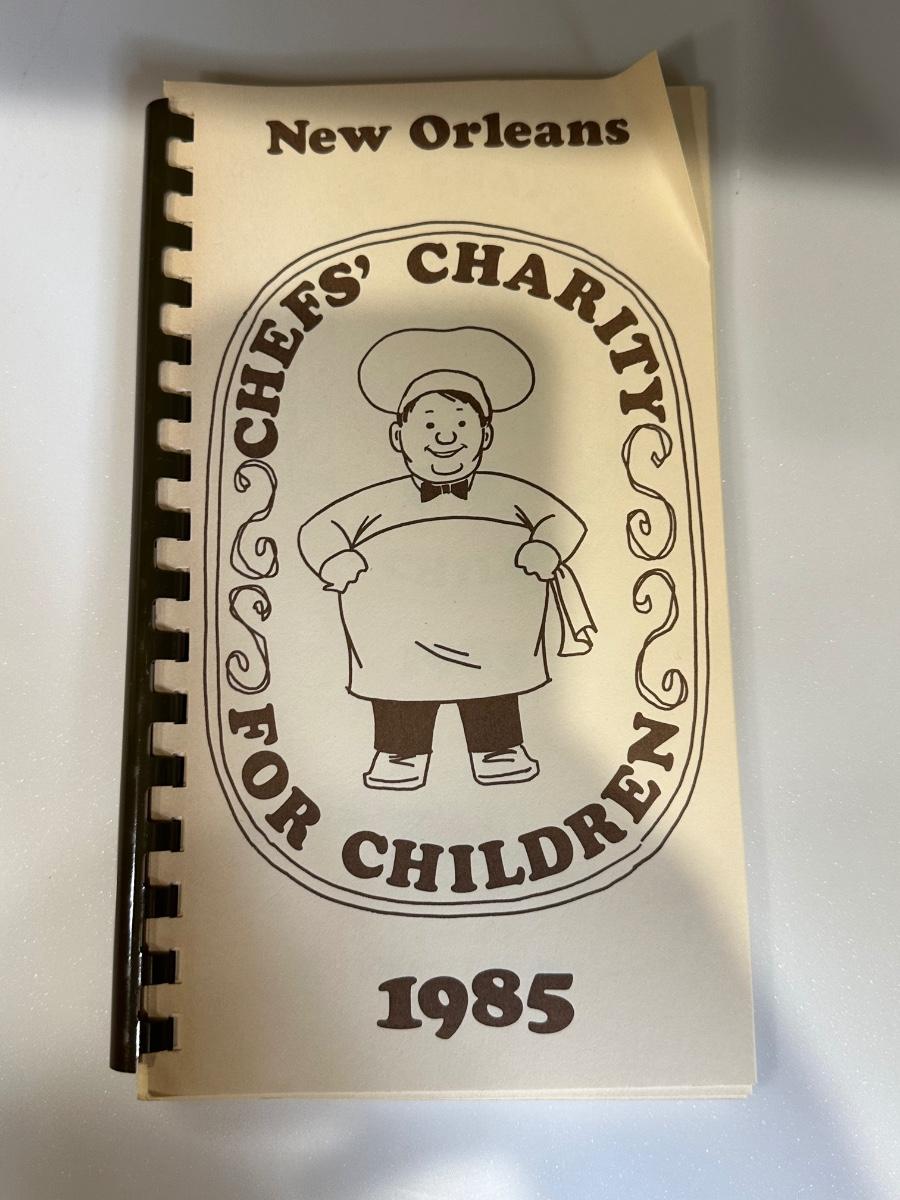 New Orleans
CHEFS' CHARITY
FOR CHILDREN
1985